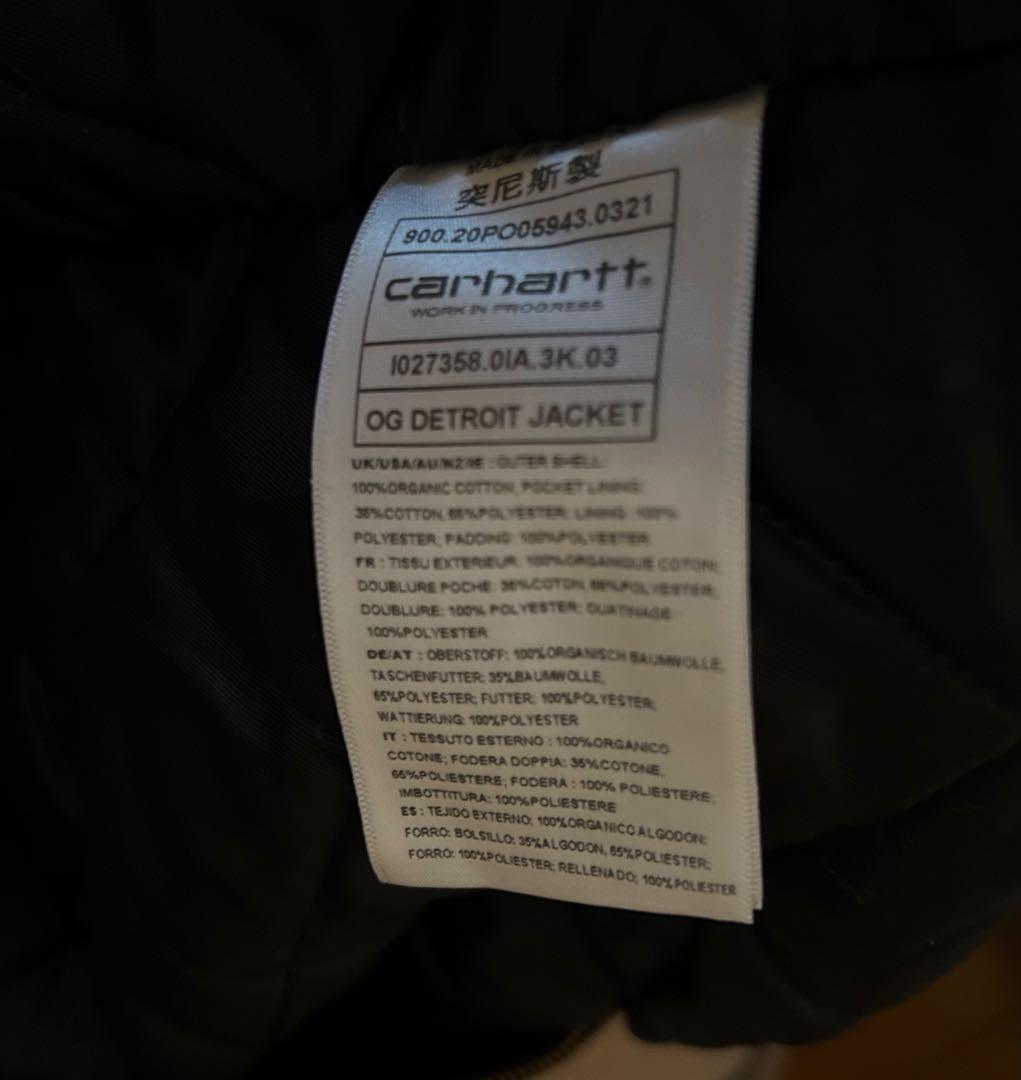 MADE IN
突尼斯製
900.20PO05943.0321
carhartt®
WORK IN PROGRESS
I027358.0IA.3K.03
OG DETROIT JACKET
UK/USA/AU/NZ/IE : OUTER SHELL:
100%ORGANIC COTTON, POCKET LINING:
35%COTTON, 65%POLYESTER; LINING: 100%
POLYESTER, PADDING: 100%POLYESTER
FR : TISSU EXTERIEUR: 100%ORGANIQUE COTON;
DOUBLURE POCHE: 35%COTON, 65%POLYESTER;
DOUBLURE: 100% POLYESTER; OUATINAGE:
100%POLYESTER
DE/AT : OBERSTOFF: 100%ORGANISCH BAUMWOLLE,
TASCHENFUTTER: 35%BAUMWOLLE,
65%POLYESTER; FUTTER: 100%POLYESTER;
WATTIERUNG: 100%POLYESTER
IT : TESSUTO ESTERNO : 100%ORGANICO
COTONE; FODERA DOPPIA: 35%COTONE,
65%POLIESTERE; FODERA : 100% POLIESTERE;
IMBOTTITURA: 100%POLIESTERE
ES : TEJIDO EXTERNO; 100%ORGANICO ALGODON;
FORRO: BOLSILLO: 35%ALGODON, 65%POLIESTER;
FORRO: 100%POLIESTER; RELLENADO; 100%POLIESTER